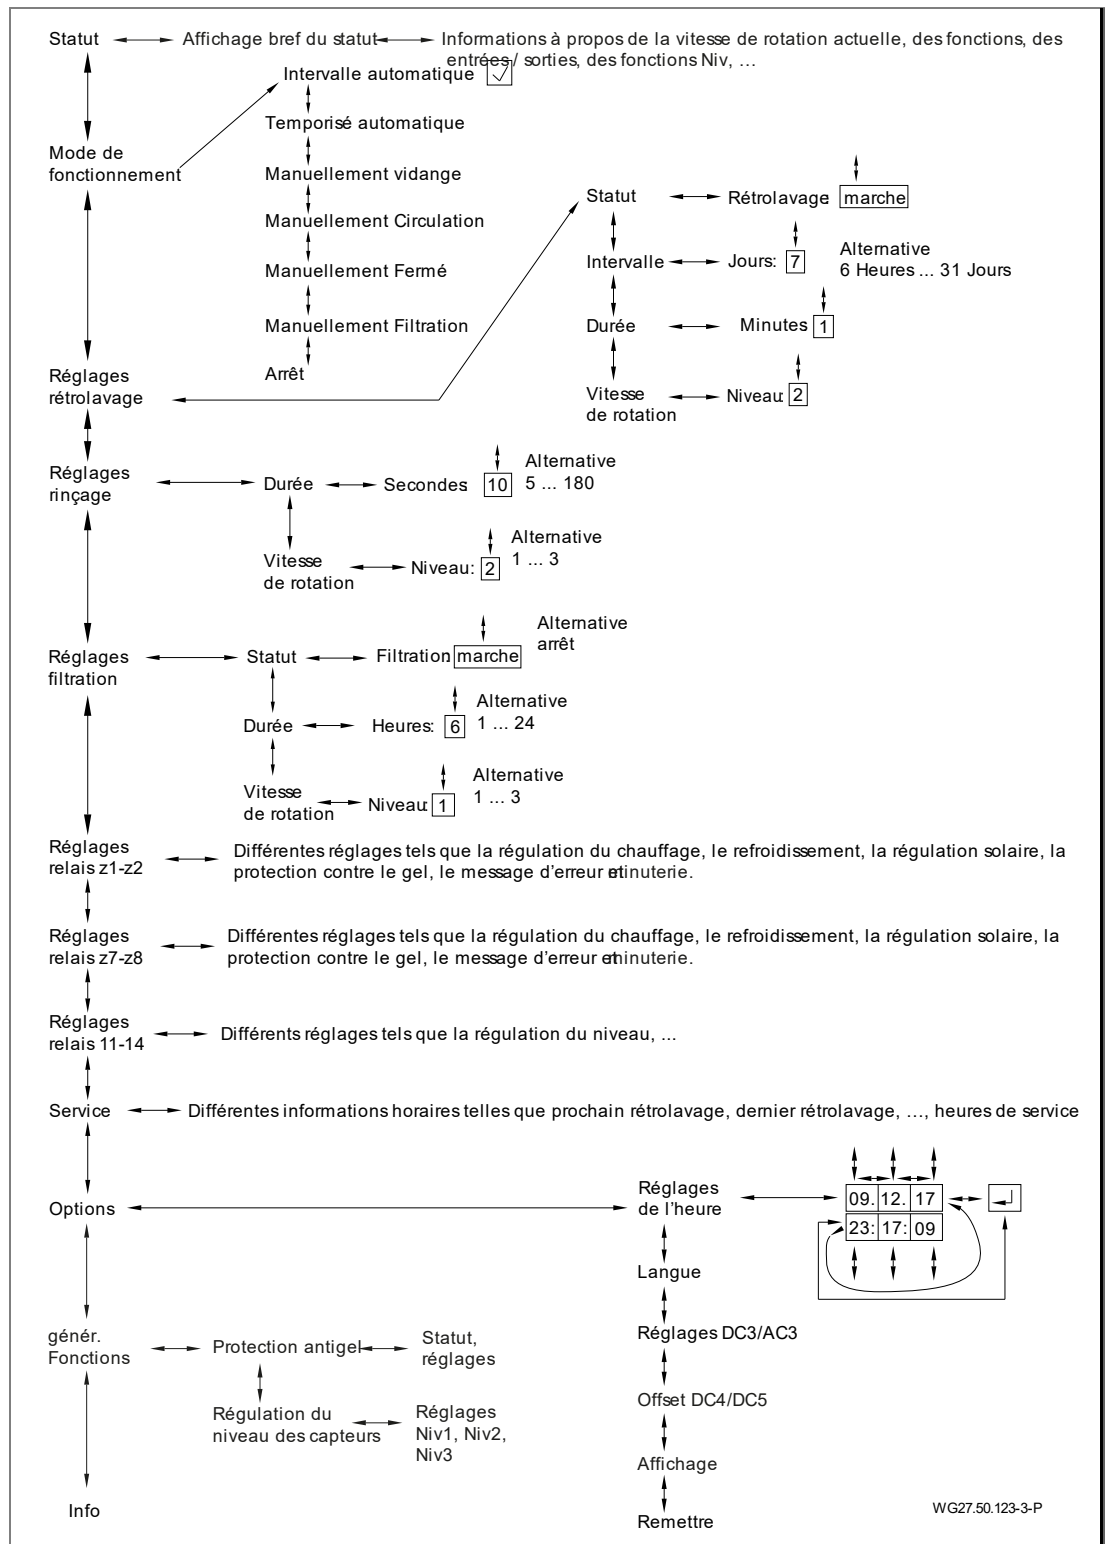 Statut
Affichage bref du statut
Informations à propos de la vitesse de rotation actuelle, des fonctions, des
entrées / sorties, des fonctions Niv, ...
Intervalle automatique
Temporisé automatique
Mode de
fonctionnement
Manuellement vidange
Manuellement Circulation
Manuellement Fermé
Manuellement Filtration
Arrêt
Statut
Rétrolavage: marche
Intervalle
Jours: 7
Alternative
6 Heures ... 31 Jours
Durée
Minutes 1
Vitesse
de rotation
Niveau: 2
Réglages
rétrolavage
Réglages
rinçage
Durée
Secondes: 10
Alternative
5 ... 180
Vitesse
de rotation
Niveau: 2
Alternative
1 ... 3
Réglages
filtration
Statut
Filtration: marche
Alternative
arrêt
Durée
Heures: 6
Alternative
1 ... 24
Vitesse
de rotation
Niveau: 1
Alternative
1 ... 3
Réglages
relais z1-z2
Différentes réglages tels que la régulation du chauffage, le refroidissement, la régulation solaire, la
protection contre le gel, le message d'erreur et minuterie.
Réglages
relais z7-z8
Différentes réglages tels que la régulation du chauffage, le refroidissement, la régulation solaire, la
protection contre le gel, le message d'erreur et minuterie.
Réglages
relais 11-14
Différents réglages tels que la régulation du niveau, ...
Service
Différentes informations horaires telles que prochain rétrolavage, dernier rétrolavage, ..., heures de service
Options
Réglages
de l'heure
09. 12. 17
23: 17: 09
Langue
Réglages DC3/AC3
Offset DC4/DC5
Affichage
Remettre
génér.
Fonctions
Protection antigel
Statut,
réglages
Régulation du
niveau des capteurs
Réglages
Niv1, Niv2,
Niv3
Info
WG27.50.123-3-P